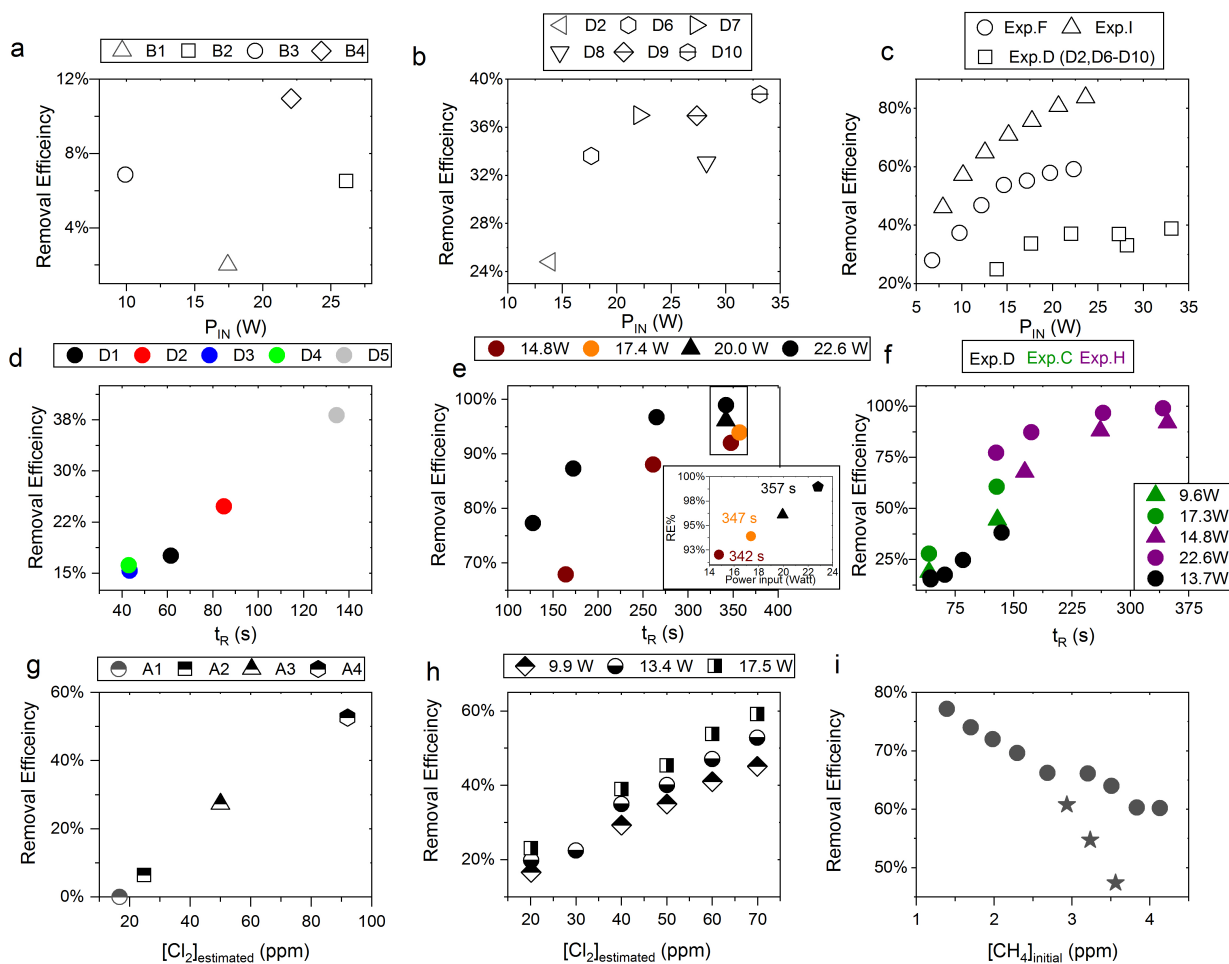 a
B1 B2 B3 B4
12%
8%
4%
Removal Efficeincy
10 15 20 25
P_IN (W)
b
D2 D6 D7
D8 D9 D10
40%
36%
32%
28%
24%
Removal Efficeincy
10 15 20 25 30 35
P_IN (W)
c
Exp.F Exp.I
Exp.D (D2,D6-D10)
80%
60%
40%
20%
Removal Efficeincy
5 10 15 20 25 30 35
P_IN (W)
d
D1 D2 D3 D4 D5
38%
30%
22%
15%
Removal Efficeincy
40 60 80 100 120 140
t_R (s)
e
14.8W 17.4 W 20.0 W 22.6 W
100%
90%
80%
70%
Removal Efficeincy
100 150 200 250 300 350 400
t_R (s)
100%
98%
95%
93%
RE%
357 s
347 s
342 s
12 16 20 24
Power input (Watt)
f
Exp.D Exp.C Exp.H
100%
75%
50%
25%
Removal Efficeincy
9.6W
17.3W
14.8W
22.6W
13.7W
75 150 225 300 375
t_R (s)
g
A1 A2 A3 A4
60%
40%
20%
0%
Removal Efficeincy
20 40 60 80 100
[Cl₂]estimated (ppm)
h
9.9 W 13.4 W 17.5 W
60%
40%
20%
Removal Efficeincy
20 30 40 50 60 70
[Cl₂]estimated (ppm)
i
80%
70%
60%
50%
Removal Efficeincy
1 2 3 4
[CH₄]initial (ppm)